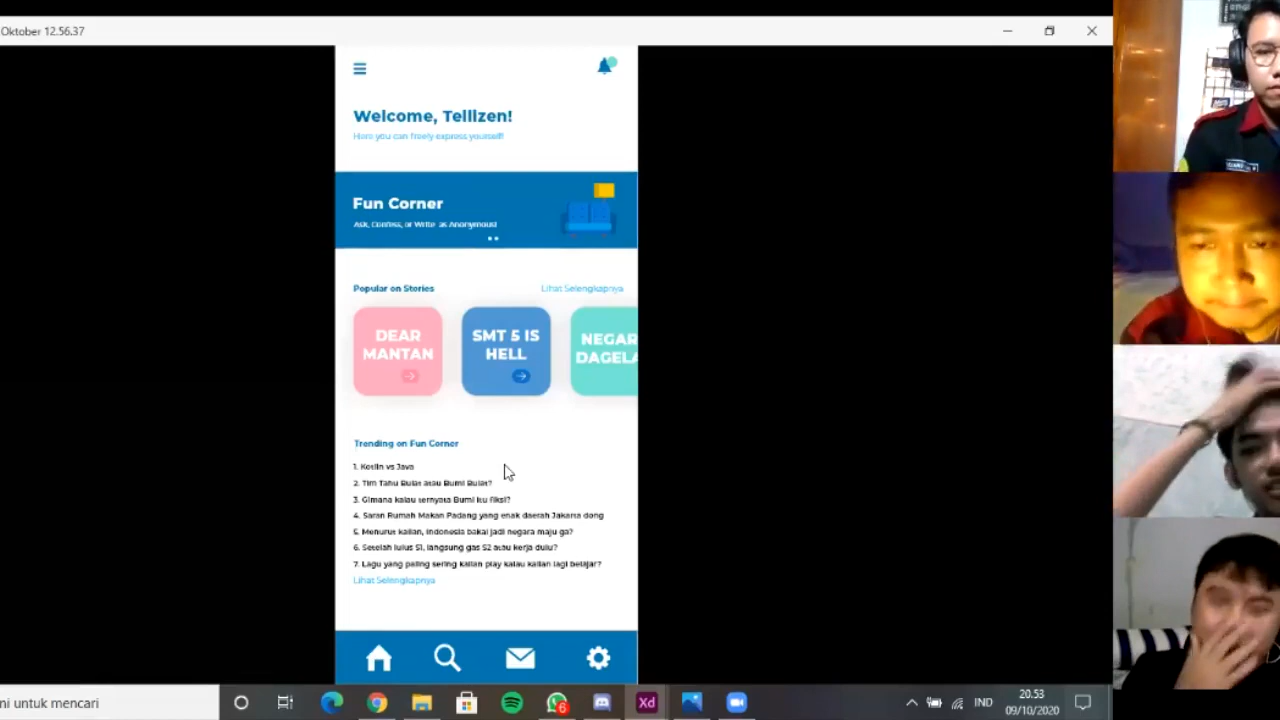 Oktober 12.56.37
Welcome, Tellizen!
Here you can freely express yourself!
Fun Corner
Ask, Confess, or Write as Anonymous!
Popular on Stories
Lihat Selengkapnya
DEAR
MANTAN
SMT 5 IS
HELL
NEGAR
DAGELA
Trending on Fun Corner
1. Kotlin vs Java
2. Tim Tahu Bulat atau Bumi Bulat?
3. Gimana kalau ternyata Bumi itu fiksi?
4. Saran Rumah Makan Padang yang enak daerah Jakarta dong
5. Menurut kalian, Indonesia bakal jadi negara maju ga?
6. Setelah lulus S1, langsung gas S2 atau kerja dulu?
7. Lagu yang paling sering kalian play kalau kalian lagi belajar?
Lihat Selengkapnya
ni untuk mencari
6
Xd
IND
20.53
09/10/2020